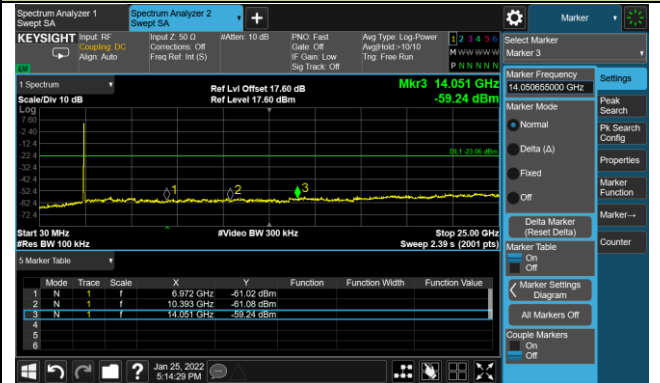 Spectrum Analyzer 1
Swept SA
Spectrum Analyzer 2
Swept SA
+
Marker
KEYSIGHT
Input: RF
Coupling: DC
Align: Auto
Input Z: 50 Ω
Corrections: Off
Freq Ref: Int (S)
#Atten: 10 dB
PNO: Fast
Gate: Off
IF Gain: Low
Sig Track: Off
Avg Type: Log-Power
Avg|Hold:>10/10
Trig: Free Run
1 2 3 4 5 6
M W W W W W
P N N N N N
Select Marker
Marker 3
1 Spectrum
Scale/Div 10 dB
Ref Lvl Offset 17.60 dB
Ref Level 17.60 dBm
Mkr3 14.051 GHz
-59.24 dBm
Log
7.60
-2.40
-12.4
-22.4
-32.4
-42.4
-52.4
-62.4
-72.4
1
2
3
Start 30 MHz
#Res BW 100 kHz
#Video BW 300 kHz
Stop 25.00 GHz
Sweep 2.39 s (2001 pts)
5 Marker Table
Mode Trace Scale X Y Function Function Width Function Value
1 N 1 f 6.972 GHz -61.02 dBm
2 N 1 f 10.393 GHz -61.08 dBm
3 N 1 f 14.051 GHz -59.24 dBm
4
5
6
Jan 25, 2022
5:14:29 PM
Marker Frequency
14.050655000 GHz
Marker Mode
Normal
Delta (Δ)
Fixed
Off
Delta Marker
(Reset Delta)
Marker Table
On
Off
Marker Settings
Diagram
All Markers Off
Couple Markers
On
Off
Settings
Peak
Search
Pk Search
Config
Properties
Marker
Function
Marker→
Counter